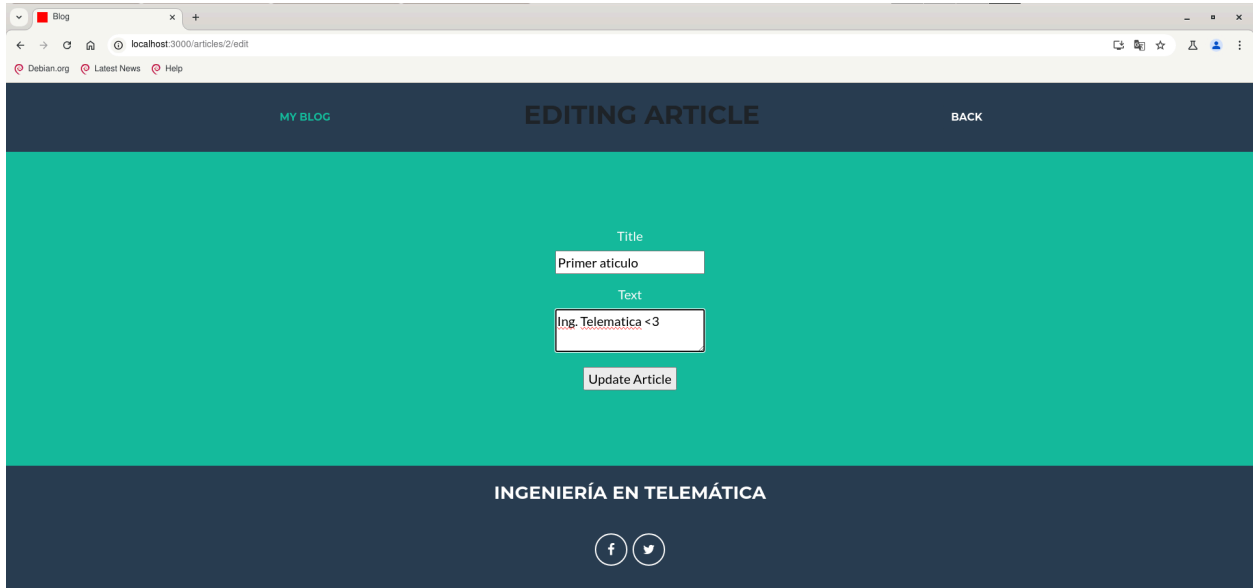 Blog
localhost:3000/articles/2/edit
Debian.org Latest News Help
MY BLOG EDITING ARTICLE BACK
Title
Primer aticulo
Text
Ing. Telematica <3
Update Article
INGENIERÍA EN TELEMÁTICA